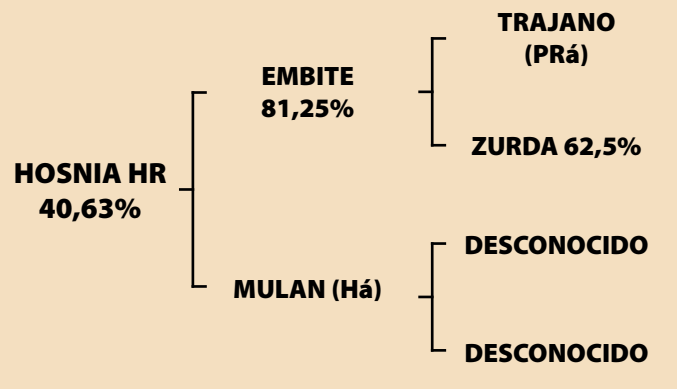 TRAJANO
(PRá)
EMBITE
81,25%
ZURDA 62,5%
HOSNIA HR
40,63%
DESCONOCIDO
MULAN (Há)
DESCONOCIDO